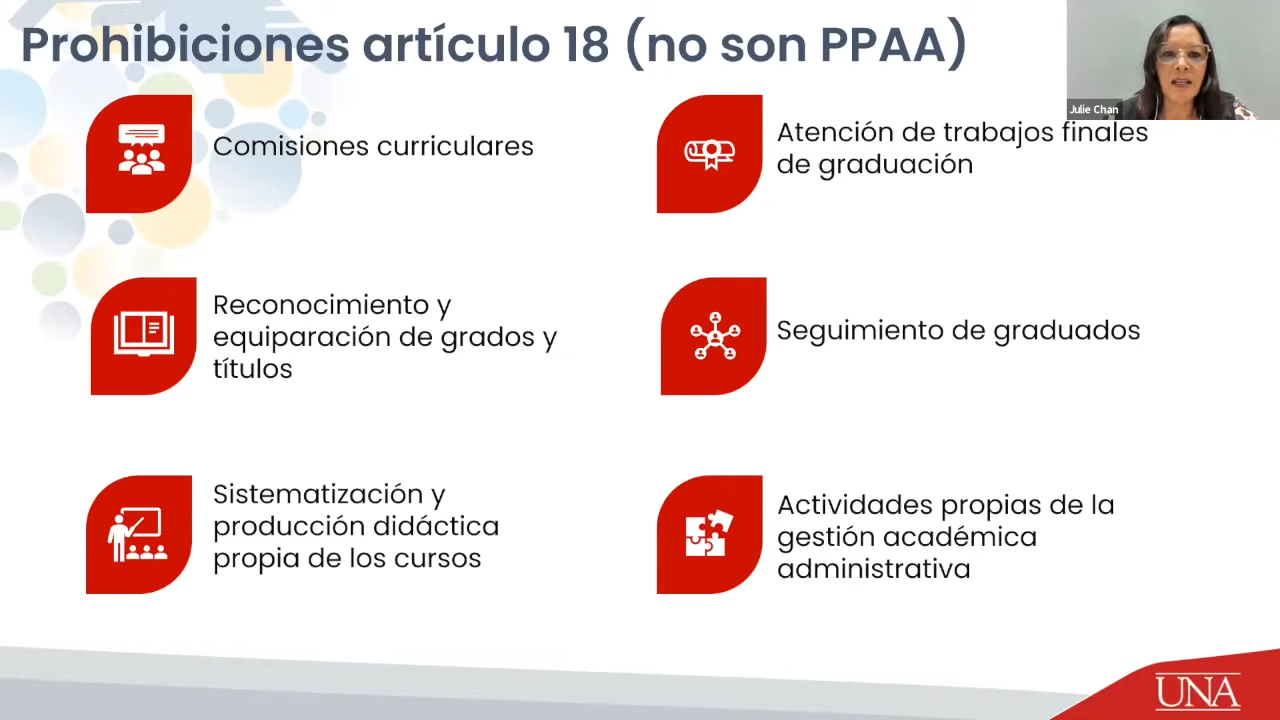 Prohibiciones artículo 18 (no son PPAA)
Julie Chan
Comisiones curriculares
Atención de trabajos finales
de graduación
Reconocimiento y
equiparación de grados y
títulos
Seguimiento de graduados
Sistematización y
producción didáctica
propia de los cursos
Actividades propias de la
gestión académica
administrativa
UNA